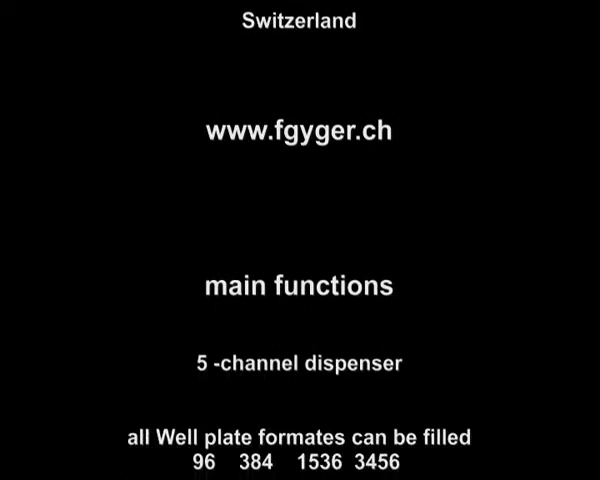 Switzerland
www.fgyger.ch
main functions
5 -channel dispenser
all Well plate formates can be filled
96 384 1536 3456